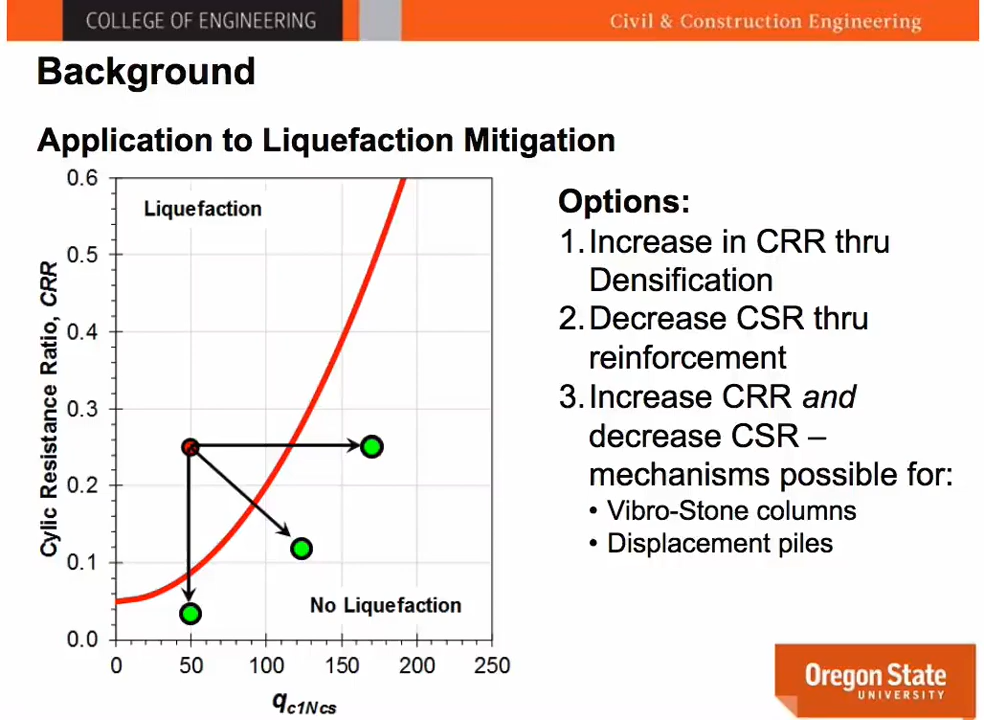 COLLEGE OF ENGINEERING
Civil & Construction Engineering
Background
Application to Liquefaction Mitigation
0.6
0.5
0.4
0.3
0.2
0.1
0.0
Cylic Resistance Ratio, CRR
Liquefaction
No Liquefaction
0 50 100 150 200 250
qc1Ncs
Options:
1. Increase in CRR thru
Densification
2. Decrease CSR thru
reinforcement
3. Increase CRR and
decrease CSR –
mechanisms possible for:
• Vibro-Stone columns
• Displacement piles
Oregon State
UNIVERSITY